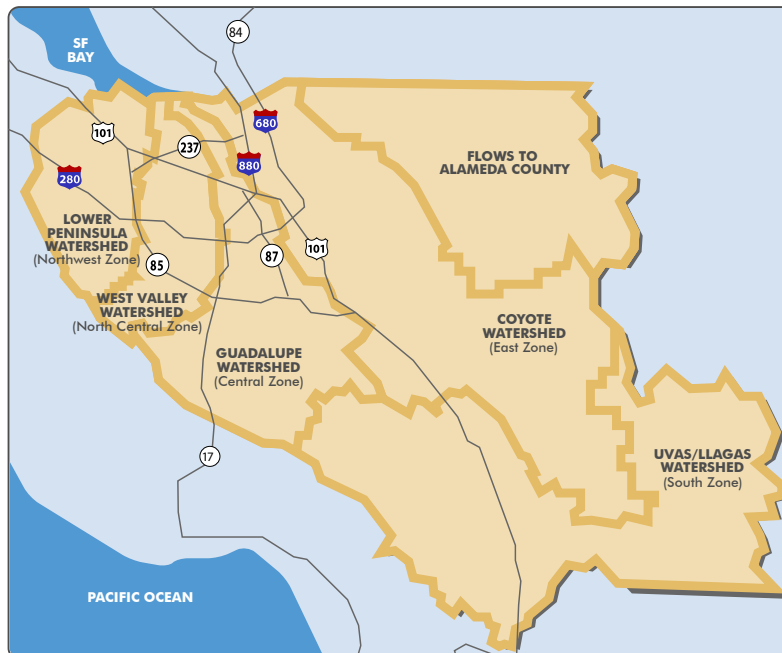 SF
BAY
84
680
101
237
880
FLOWS TO
ALAMEDA COUNTY
280
LOWER
PENINSULA
WATERSHED
(Northwest Zone)
101
87
85
WEST VALLEY
WATERSHED
(North Central Zone)
COYOTE
WATERSHED
(East Zone)
GUADALUPE
WATERSHED
(Central Zone)
17
UVAS/LLAGAS
WATERSHED
(South Zone)
PACIFIC OCEAN